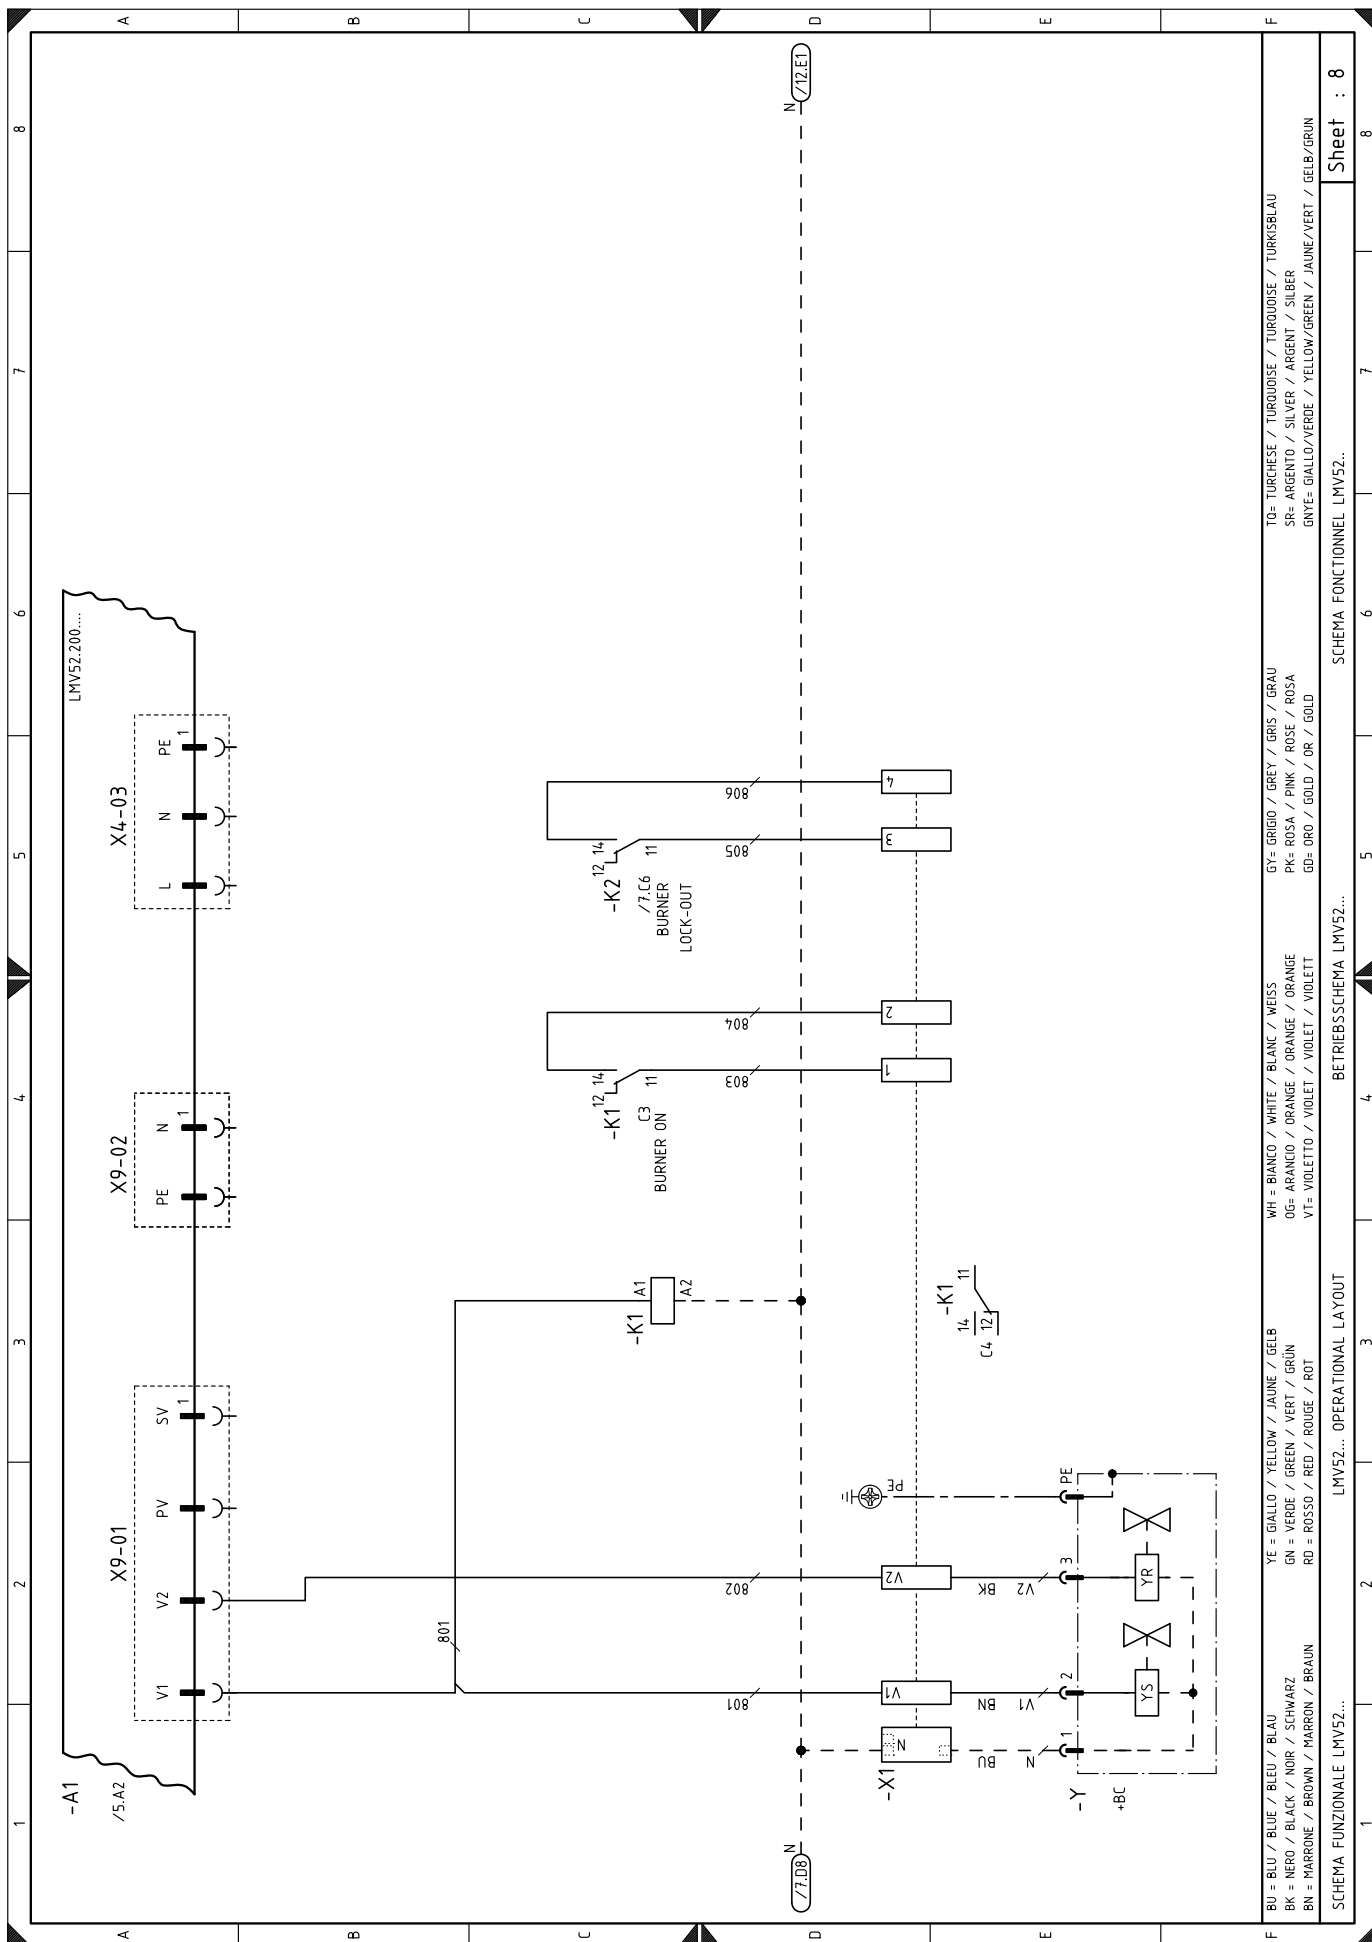 1 2 3 4 5 6 7 8
A
B
C
D
E
F
-A1
/5.A2
LMV52.200....
X9-01
V1 V2 PV SV 1
X9-02
PE N 1
X4-03
L N PE 1
801
-K1
A1
A2
-K1
12 14
11
C3
BURNER ON
-K2
12 14
11
/7.C6
BURNER
LOCK-OUT
801
802
803
804
805
806
/7.D8 N
N /12.E1
-X1
N
V1
V2
PE
1
2
3
4
-K1
14 11
12
C4
BU
BN
BK
N
V1
V2
-Y
+BC
1
2
3
PE
YS
YR
BU = BLU / BLUE / BLEU / BLAU
BK = NERO / BLACK / NOIR / SCHWARZ
BN = MARRONE / BROWN / MARRON / BRAUN
YE = GIALLO / YELLOW / JAUNE / GELB
GN = VERDE / GREEN / VERT / GRÜN
RD = ROSSO / RED / ROUGE / ROT
WH = BIANCO / WHITE / BLANC / WEISS
OG= ARANCIO / ORANGE / ORANGE / ORANGE
VT= VIOLETTO / VIOLET / VIOLET / VIOLETT
GY= GRIGIO / GREY / GRIS / GRAU
PK= ROSA / PINK / ROSE / ROSA
GD= ORO / GOLD / OR / GOLD
TQ= TURCHESE / TURQUOISE / TURQUOISE / TURKISBLAU
SR= ARGENTO / SILVER / ARGENT / SILBER
GNYE= GIALLO/VERDE / YELLOW/GREEN / JAUNE/VERT / GELB/GRUN
SCHEMA FUNZIONALE LMV52...
LMV52... OPERATIONAL LAYOUT
BETRIEBSSCHEMA LMV52...
SCHEMA FONCTIONNEL LMV52..
Sheet : 8
1 2 3 4 5 6 7 8
A
B
C
D
E
F